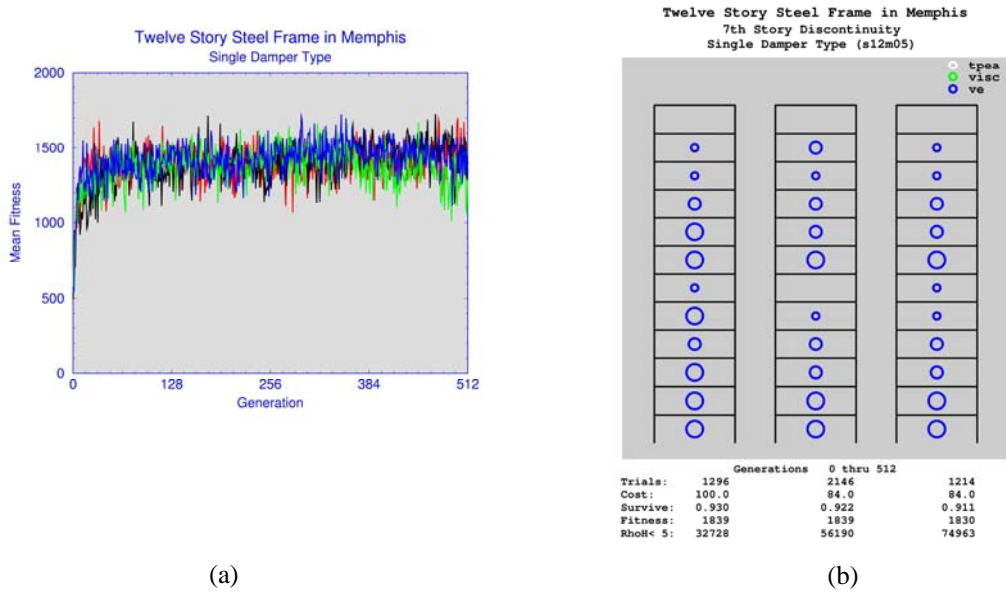 Twelve Story Steel Frame in Memphis
Single Damper Type
2000
1500
1000
500
0
Mean Fitness
0 128 256 384 512
Generation
(a)
Twelve Story Steel Frame in Memphis
7th Story Discontinuity
Single Damper Type (s12m05)
tpea
visc
ve
Generations 0 thru 512
Trials: 1296 2146 1214
Cost: 100.0 84.0 84.0
Survive: 0.930 0.922 0.911
Fitness: 1839 1839 1830
RhoH< 5: 32728 56190 74963
(b)